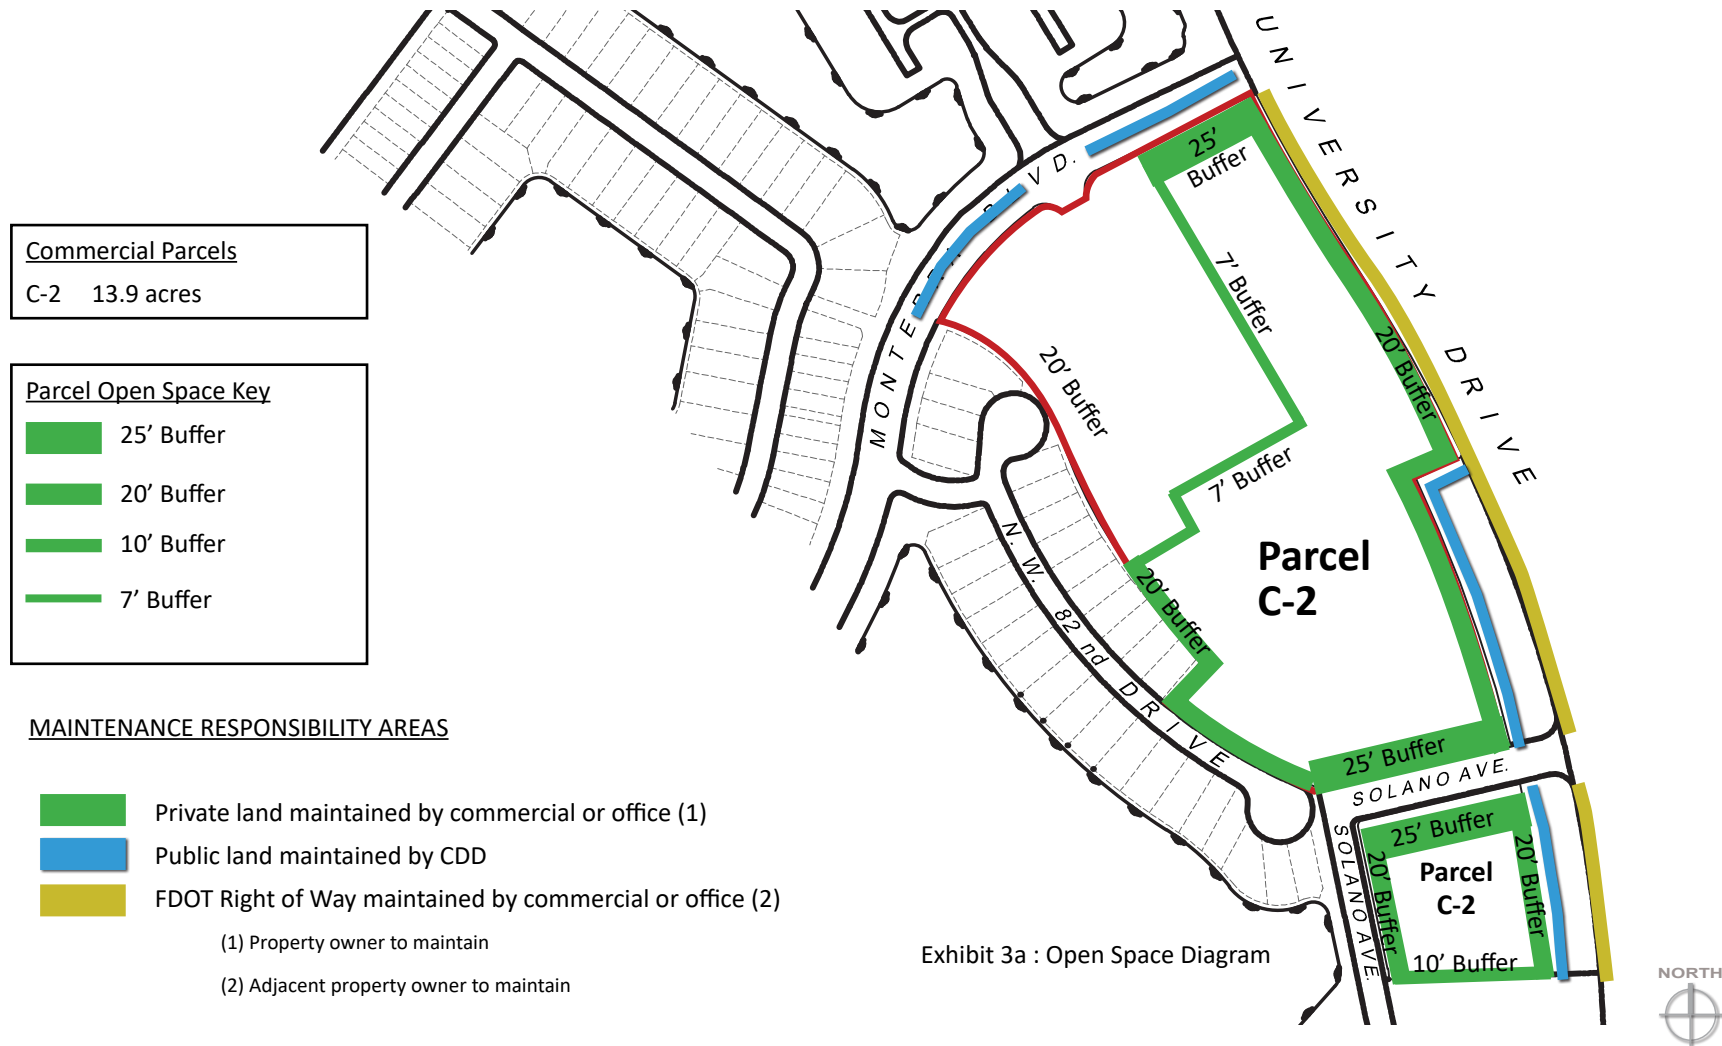 Commercial Parcels
C-2 13.9 acres
Parcel Open Space Key
25’ Buffer
20’ Buffer
10’ Buffer
7’ Buffer
MAINTENANCE RESPONSIBILITY AREAS
Private land maintained by commercial or office (1)
Public land maintained by CDD
FDOT Right of Way maintained by commercial or office (2)
(1) Property owner to maintain
(2) Adjacent property owner to maintain
UNIVERSITY DRIVE
25’
Buffer
7’ Buffer
20’ Buffer
20’ Buffer
7’ Buffer
Parcel
C-2
20’ Buffer
N. W. 82 nd DRIVE
25’ Buffer
SOLANO AVE.
SOLANO AVE.
25’ Buffer
20’ Buffer
20’ Buffer
Parcel
C-2
10’ Buffer
Exhibit 3a : Open Space Diagram
NORTH